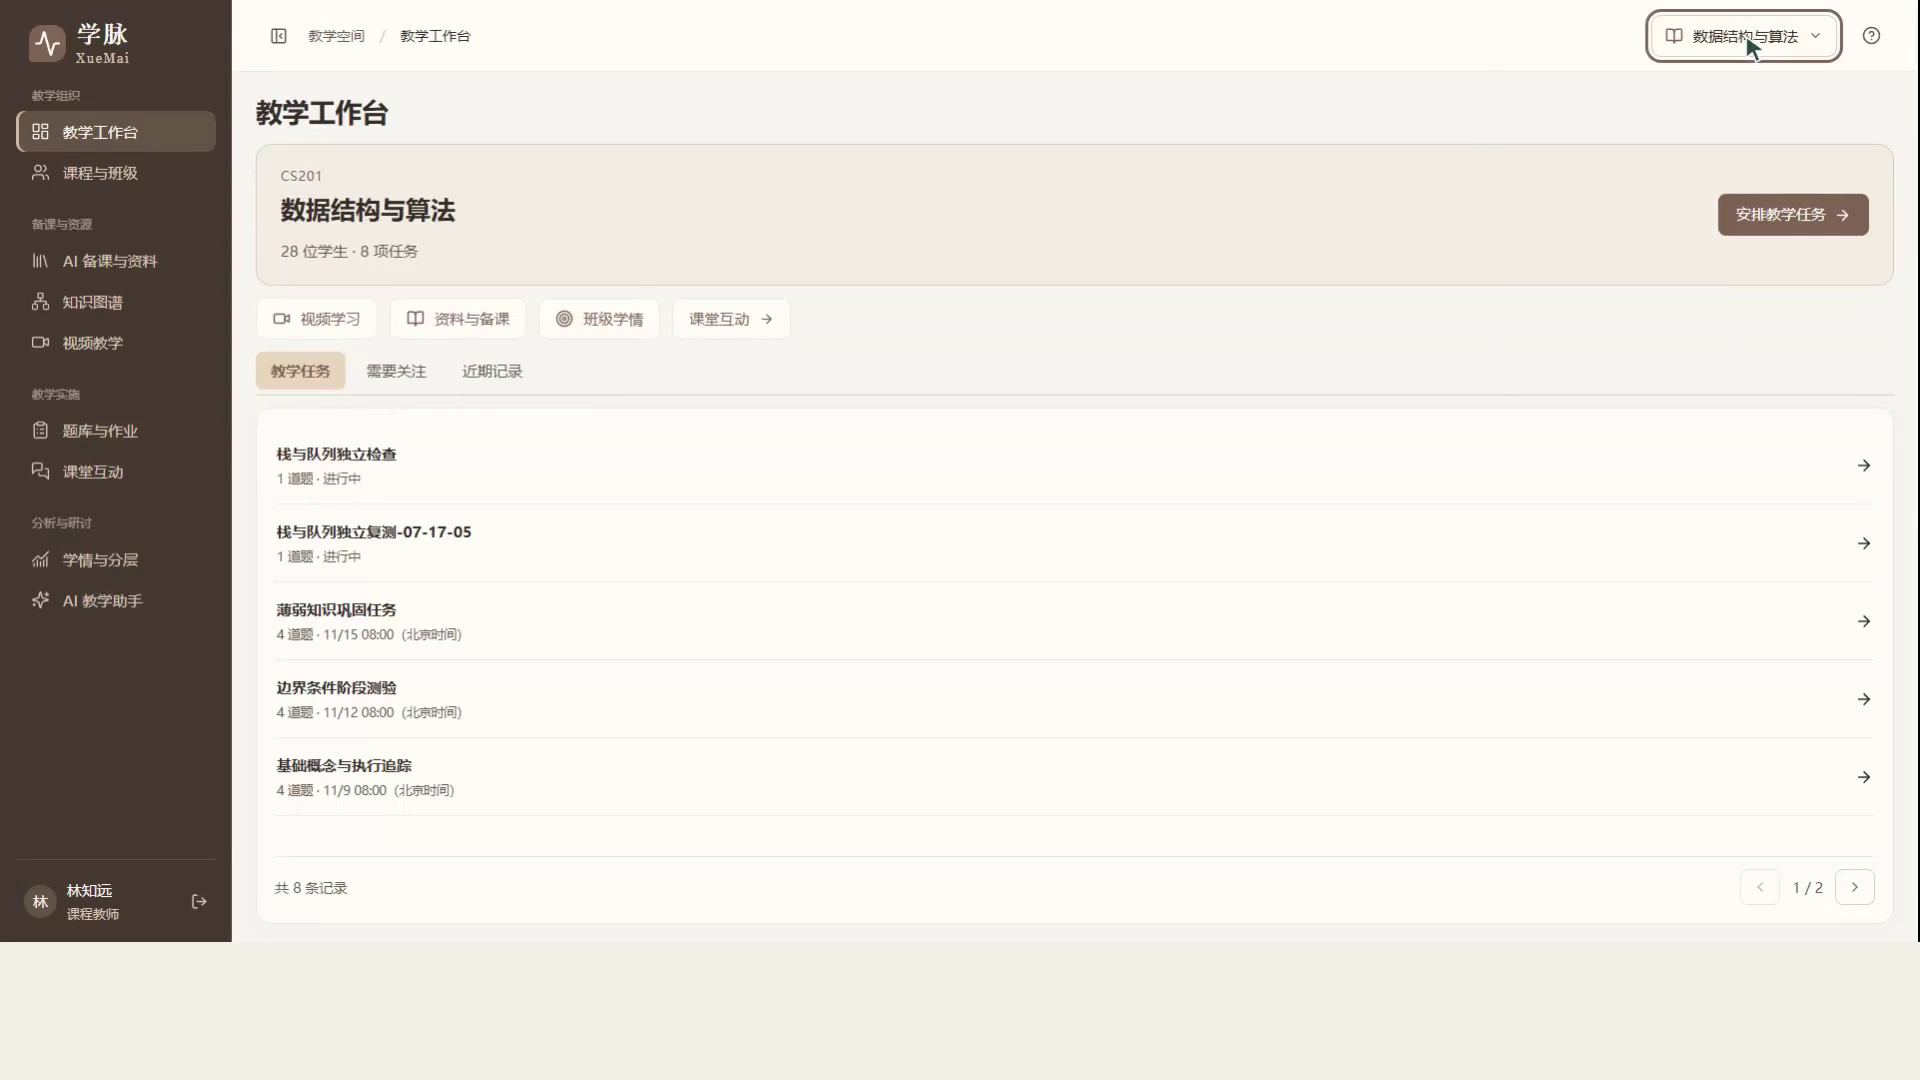 学脉
XueMai
教学组织
教学工作台
课程与班级
备课与资源
AI 备课与资料
知识图谱
视频教学
教学实施
题库与作业
课堂互动
分析与研讨
学情与分层
AI 教学助手
林
林知远
课程教师
教学空间 / 教学工作台
数据结构与算法
教学工作台
CS201
数据结构与算法
28 位学生 · 8 项任务
安排教学任务
视频学习
资料与备课
班级学情
课堂互动
教学任务
需要关注
近期记录
栈与队列独立检查
1 道题 · 进行中
栈与队列独立复测-07-17-05
1 道题 · 进行中
薄弱知识巩固任务
4 道题 · 11/15 08:00（北京时间）
边界条件阶段测验
4 道题 · 11/12 08:00（北京时间）
基础概念与执行追踪
4 道题 · 11/9 08:00（北京时间）
共 8 条记录
1 / 2